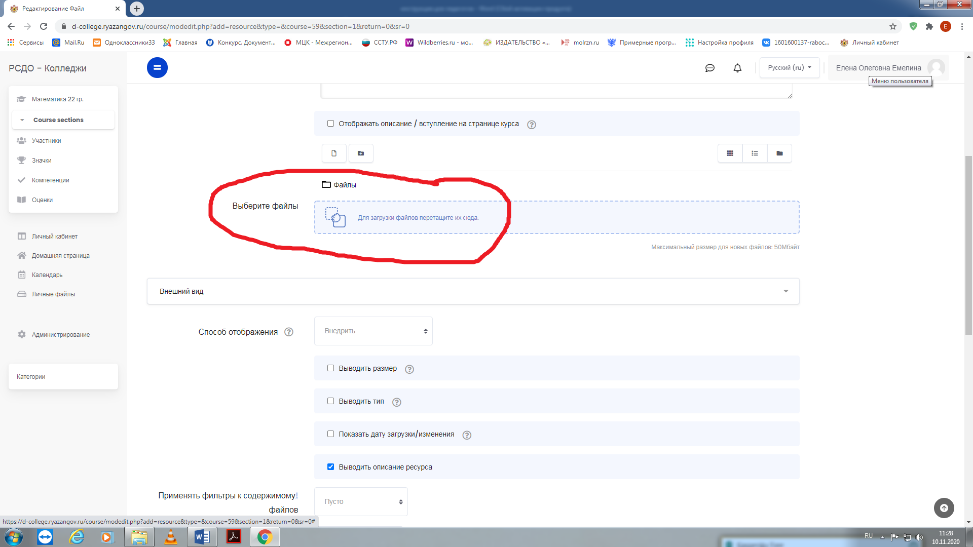 Редактирование Файл
d-college.ryazangov.ru/course/modedit.php?add=resource&type=&course=59&section=1&return=0&sr=0
Сервисы Mail.Ru Одноклассники33 Главная Конкурс. Документ... МЦК - Межрегион... ССТУ.РФ Wildberries.ru - мо... ИЗДАТЕЛЬСТВО «... molrzn.ru Примерные прогр... Настройка профиля 1601600137-raboc... Личный кабинет
РСДО - Колледжи
Русский (ru)
Елена Олеговна Емелина
Меню пользователя
Математика 22 гр.
Course sections
Участники
Значки
Компетенции
Оценки
Личный кабинет
Домашняя страница
Календарь
Личные файлы
Администрирование
Категории
Отображать описание / вступление на странице курса
Файлы
Выберите файлы
Для загрузки файлов перетащите их сюда.
Максимальный размер для новых файлов: 50Мбайт
Внешний вид
Способ отображения
Внедрить
Выводить размер
Выводить тип
Показать дату загрузки/изменения
Выводить описание ресурса
Применять фильтры к содержимому!
файлов
Пусто
https://d-college.ryazangov.ru/course/modedit.php?add=resource&type=&course=59&section=1&return=0&sr=0#
RU
11:28
10.11.2020